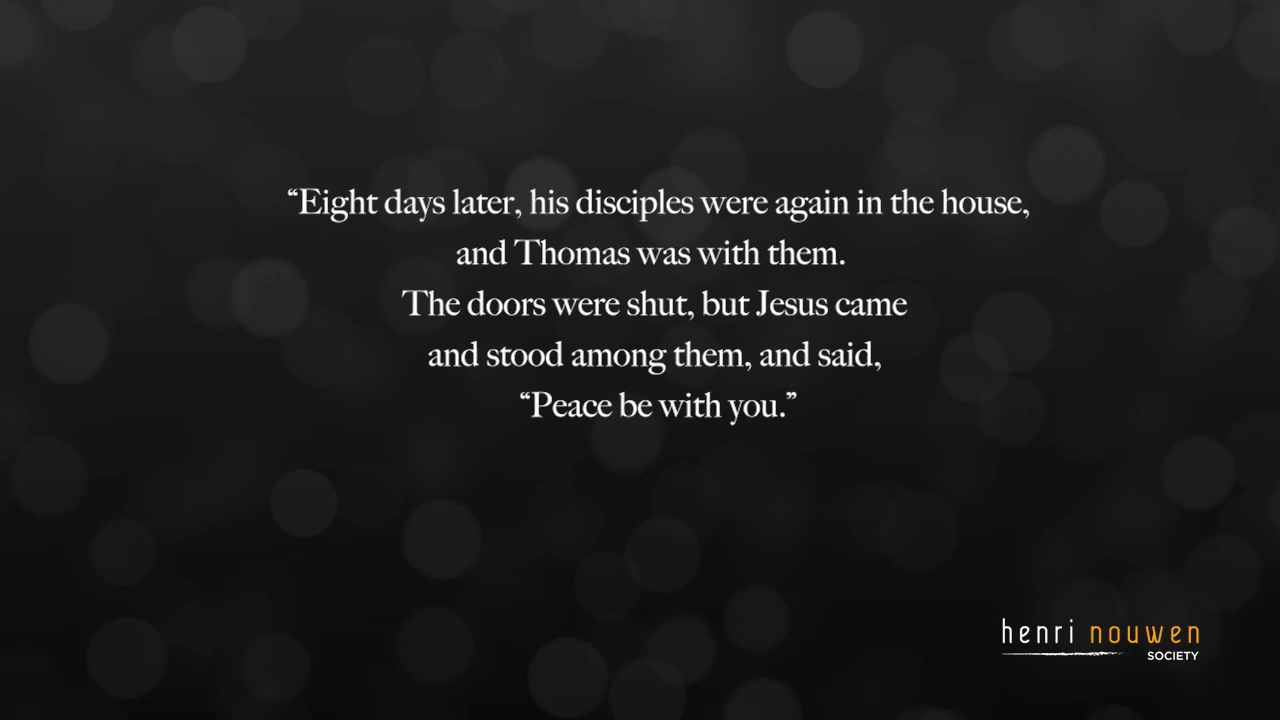 “Eight days later, his disciples were again in the house,
and Thomas was with them.
The doors were shut, but Jesus came
and stood among them, and said,
“Peace be with you.”
henri nouwen
SOCIETY